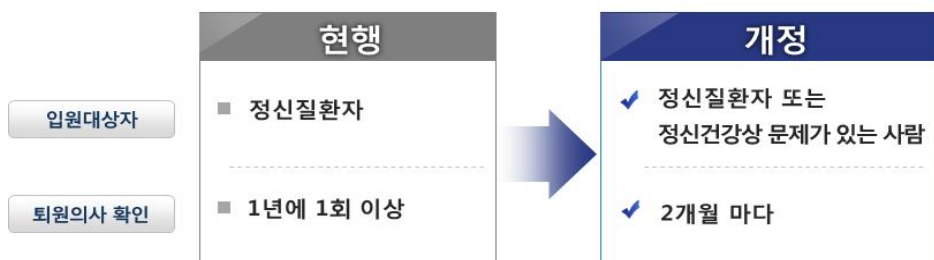 현행
개정
입원대상자
정신질환자
정신질환자 또는
정신건강상 문제가 있는 사람
퇴원의사 확인
1년에 1회 이상
2개월 마다